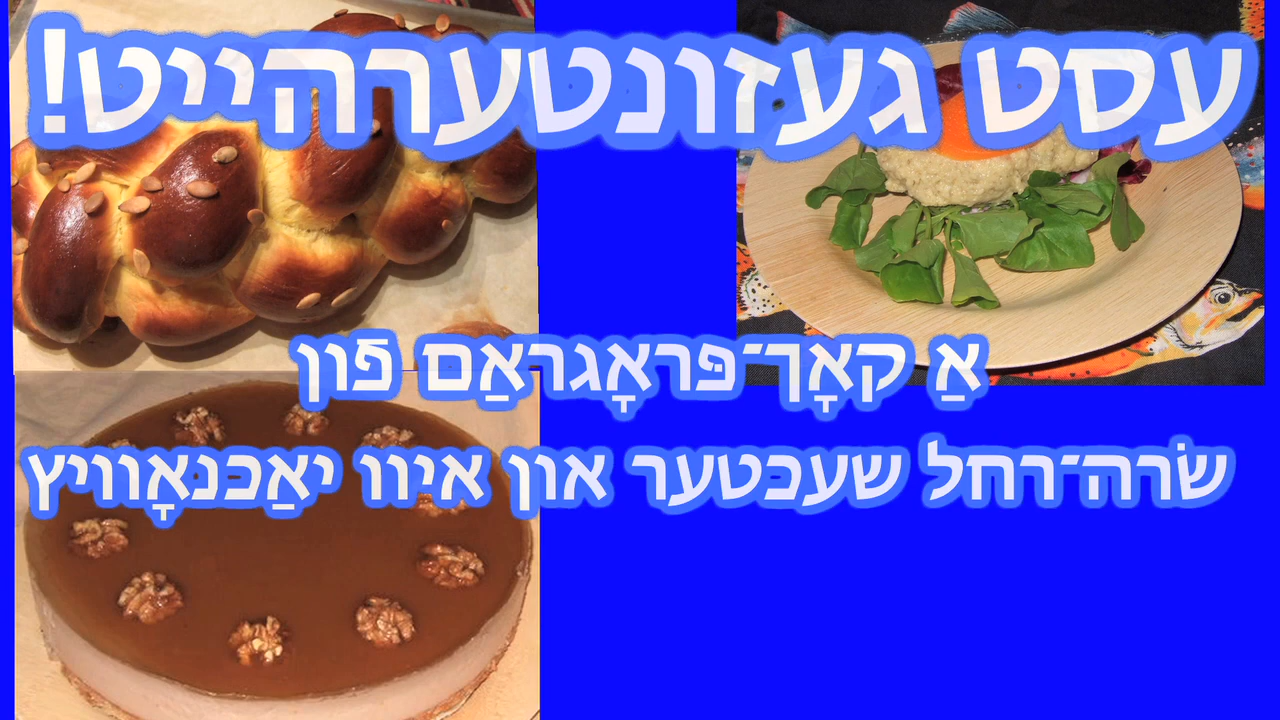 עסט געזונטערהייט!
אַ קאָך־פּראָגראַם פֿון
שׂרה־רחל שעכטער און איוו יאַכנאָוויץ